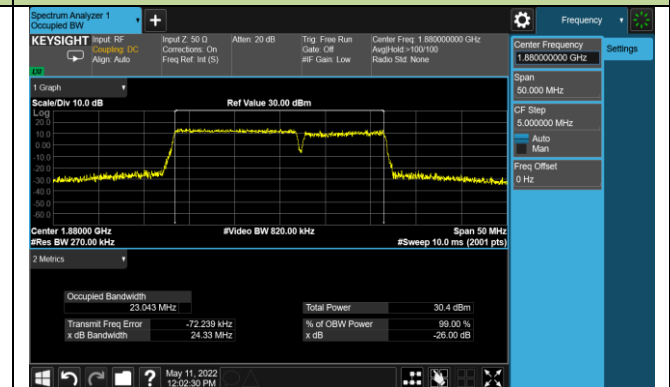 Spectrum Analyzer 1
Occupied BW
Frequency
KEYSIGHT
Input: RF
Coupling: DC
Align: Auto
Input Z: 50 Ω
Corrections: On
Freq Ref: Int (S)
Atten: 20 dB
Trig: Free Run
Gate: Off
#IF Gain: Low
Center Freq: 1.880000000 GHz
Avg|Hold:>100/100
Radio Std: None
Center Frequency
1.880000000 GHz
Settings
Span
50.000 MHz
CF Step
5.000000 MHz
Auto
Man
Freq Offset
0 Hz
1 Graph
Scale/Div 10.0 dB
Ref Value 30.00 dBm
Log
20.0
10.0
0.00
-10.0
-20.0
-30.0
-40.0
-50.0
-60.0
Center 1.88000 GHz
#Video BW 820.00 kHz
Span 50 MHz
#Res BW 270.00 kHz
#Sweep 10.0 ms (2001 pts)
2 Metrics
Occupied Bandwidth
23.043 MHz
Total Power 30.4 dBm
Transmit Freq Error -72.239 kHz
% of OBW Power 99.00 %
x dB Bandwidth 24.33 MHz
x dB -26.00 dB
?
May 11, 2022
12:02:30 PM